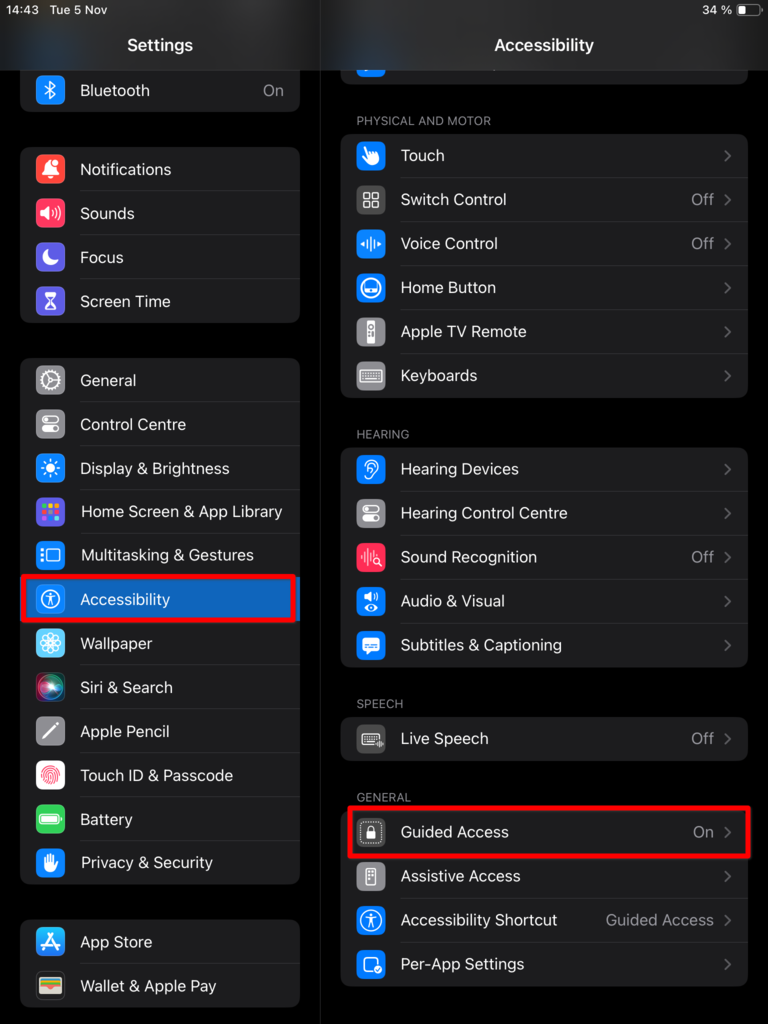 14:43 Tue 5 Nov
34 %
Settings
Bluetooth On
Notifications
Sounds
Focus
Screen Time
General
Control Centre
Display & Brightness
Home Screen & App Library
Multitasking & Gestures
Accessibility
Wallpaper
Siri & Search
Apple Pencil
Touch ID & Passcode
Battery
Privacy & Security
App Store
Wallet & Apple Pay
Accessibility
PHYSICAL AND MOTOR
Touch
Switch Control Off
Voice Control Off
Home Button
Apple TV Remote
Keyboards
HEARING
Hearing Devices
Hearing Control Centre
Sound Recognition Off
Audio & Visual
Subtitles & Captioning
SPEECH
Live Speech Off
GENERAL
Guided Access On
Assistive Access
Accessibility Shortcut Guided Access
Per-App Settings